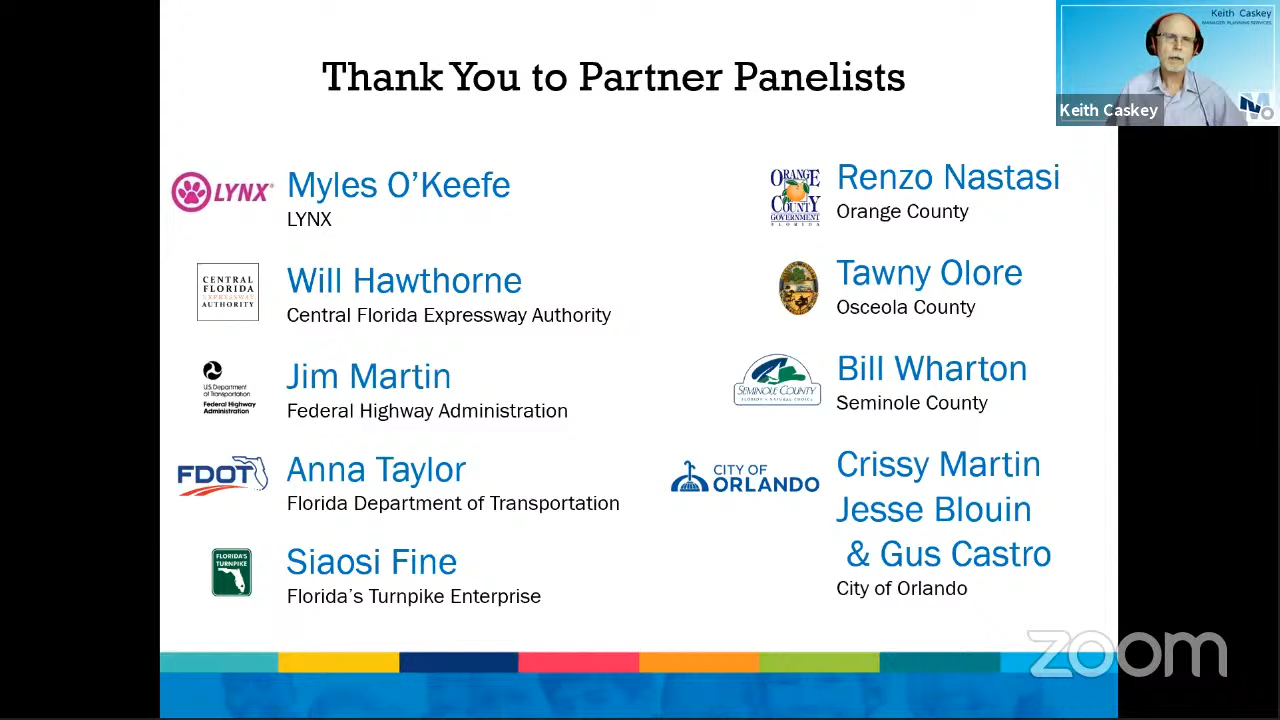 Thank You to Partner Panelists
Keith Caskey
MANAGER PLANNING SERVICES
Keith Caskey
LYNX®
Myles O’Keefe
LYNX
CENTRAL
FLORIDA
EXPRESSWAY
AUTHORITY
Will Hawthorne
Central Florida Expressway Authority
U.S. Department
of Transportation
Federal Highway
Administration
Jim Martin
Federal Highway Administration
FDOT
Anna Taylor
Florida Department of Transportation
FLORIDA'S
TURNPIKE
Siaosi Fine
Florida’s Turnpike Enterprise
ORANGE
COUNTY
GOVERNMENT
FLORIDA
Renzo Nastasi
Orange County
Tawny Olore
Osceola County
SEMINOLE COUNTY
FLORIDA'S NATURAL CHOICE
Bill Wharton
Seminole County
CITY OF
ORLANDO
Crissy Martin
Jesse Blouin
& Gus Castro
City of Orlando
zoom